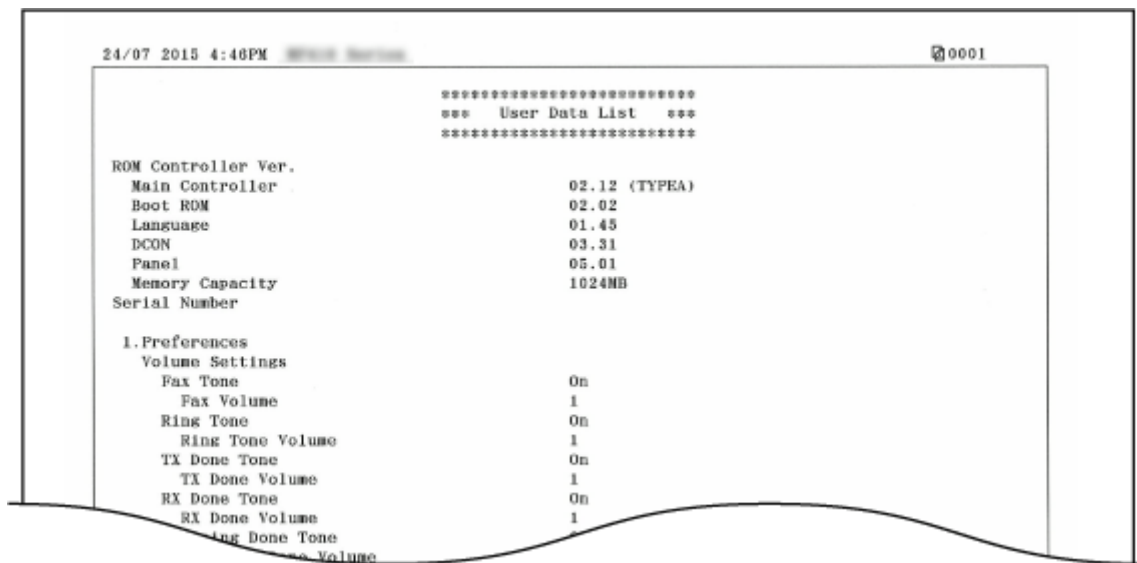 24/07 2015 4:46PM 0001
**************************
*** User Data List ***
**************************
ROM Controller Ver.
Main Controller 02.12 (TYPEA)
Boot ROM 02.02
Language 01.45
DCON 03.31
Panel 05.01
Memory Capacity 1024MB
Serial Number
1.Preferences
Volume Settings
Fax Tone On
Fax Volume 1
Ring Tone On
Ring Tone Volume 1
TX Done Tone On
TX Done Volume 1
RX Done Tone On
RX Done Volume 1
Done Tone
Volume